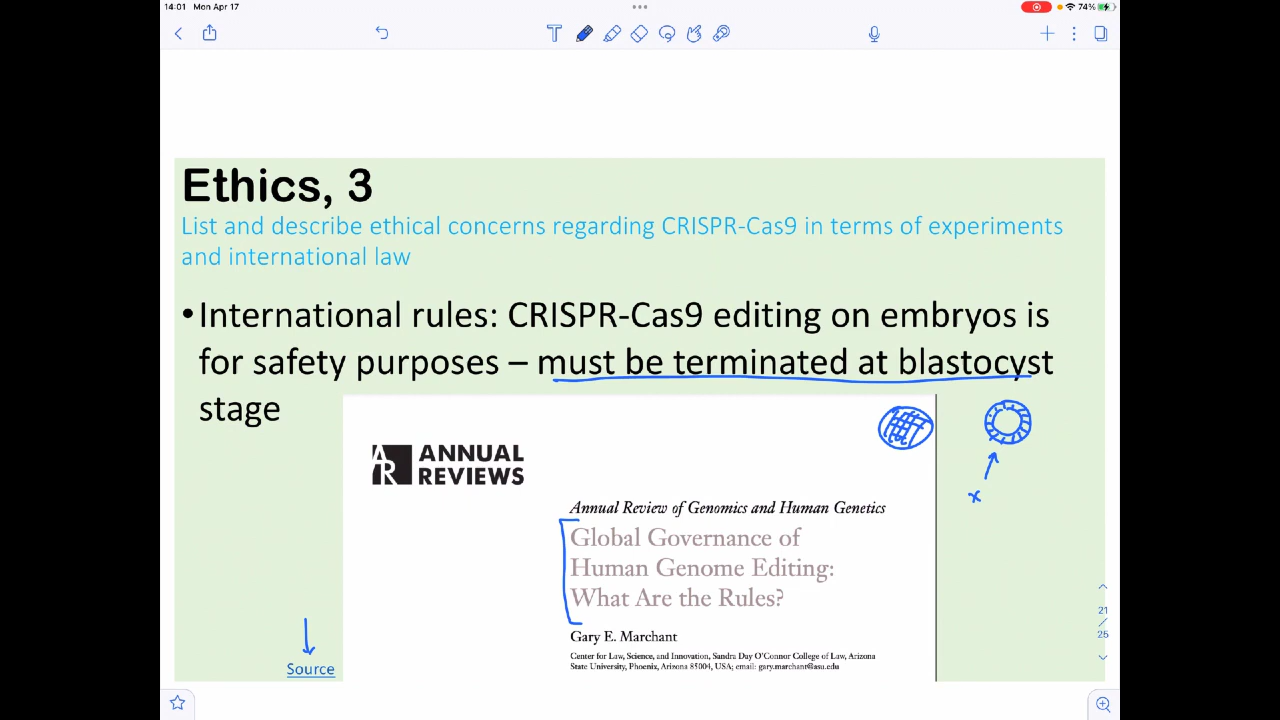 14:01 Mon Apr 17
74%
Ethics, 3
List and describe ethical concerns regarding CRISPR-Cas9 in terms of experiments
and international law
•International rules: CRISPR-Cas9 editing on embryos is
for safety purposes – must be terminated at blastocyst
stage
AR ANNUAL
REVIEWS
x
Annual Review of Genomics and Human Genetics
Global Governance of
Human Genome Editing:
What Are the Rules?
Gary E. Marchant
Center for Law, Science, and Innovation, Sandra Day O'Connor College of Law, Arizona
State University, Phoenix, Arizona 85004, USA; email: gary.marchant@asu.edu
Source
21
/
25